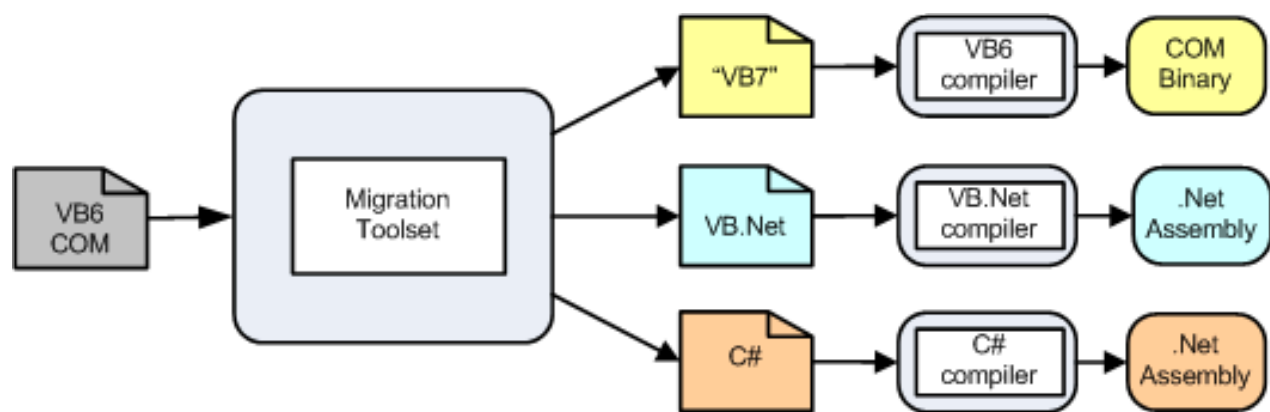 VB6
COM
Migration
Toolset
“VB7”
VB6
compiler
COM
Binary
VB.Net
VB.Net
compiler
.Net
Assembly
C#
C#
compiler
.Net
Assembly